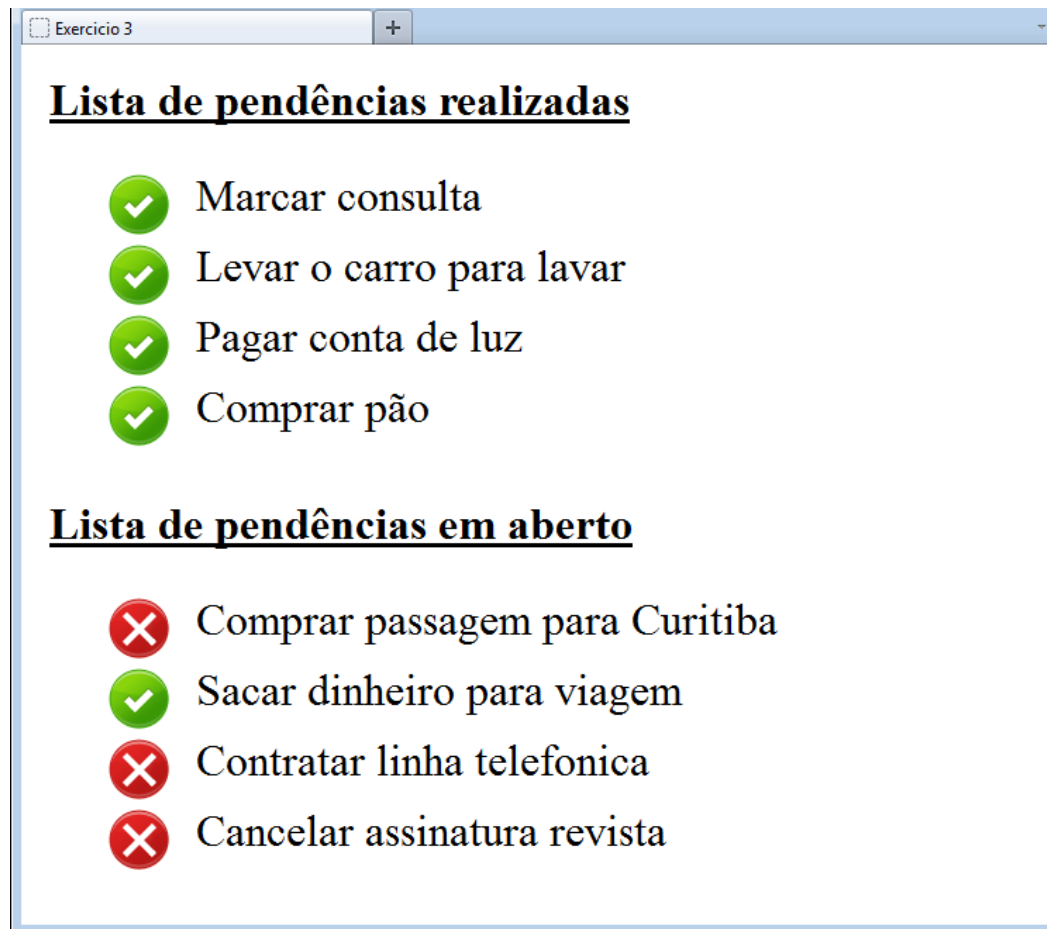 Exercicio 3
Lista de pendências realizadas
Marcar consulta
Levar o carro para lavar
Pagar conta de luz
Comprar pão
Lista de pendências em aberto
Comprar passagem para Curitiba
Sacar dinheiro para viagem
Contratar linha telefonica
Cancelar assinatura revista